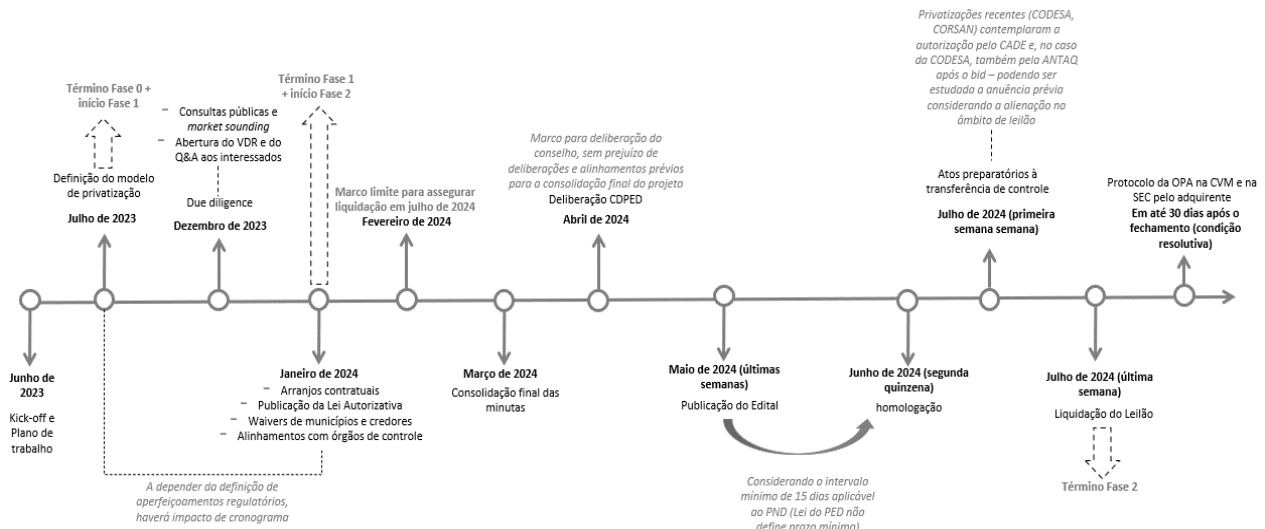 Privatizações recentes (CODESA,
CORSAN) contemplaram a
autorização pelo CADE e, no caso
da CODESA, também pela ANTAQ
após o bid – podendo ser
estudada a anuência prévia
considerando a alienação no
âmbito de leilão
Término Fase 0 +
início Fase 1
Definição do modelo
de privatização
Julho de 2023
– Consultas públicas e
market sounding
– Abertura do VDR e do
Q&A aos interessados
Due diligence
Dezembro de 2023
Término Fase 1
+ início Fase 2
Marco limite para assegurar
liquidação em julho de 2024
Fevereiro de 2024
Marco para deliberação do
conselho, sem prejuízo de
deliberações e alinhamentos prévios
para a consolidação final do projeto
Deliberação CDPED
Abril de 2024
Atos preparatórios à
transferência de controle
Julho de 2024 (primeira
semana semana)
Protocolo da OPA na CVM e na
SEC pelo adquirente
Em até 30 dias após o
fechamento (condição
resolutiva)
Junho de
2023
Kick-off e
Plano de
trabalho
Janeiro de 2024
– Arranjos contratuais
– Publicação da Lei Autorizativa
– Waivers de municípios e credores
– Alinhamentos com órgãos de controle
A depender da definição de
aperfeiçoamentos regulatórios,
haverá impacto de cronograma
Março de 2024
Consolidação final das
minutas
Maio de 2024 (últimas
semanas)
Publicação do Edital
Junho de 2024 (segunda
quinzena)
homologação
Considerando o intervalo
mínimo de 15 dias aplicável
ao PND (Lei do PED não
define prazo mínimo)
Julho de 2024 (última
semana)
Liquidação do Leilão
Término Fase 2